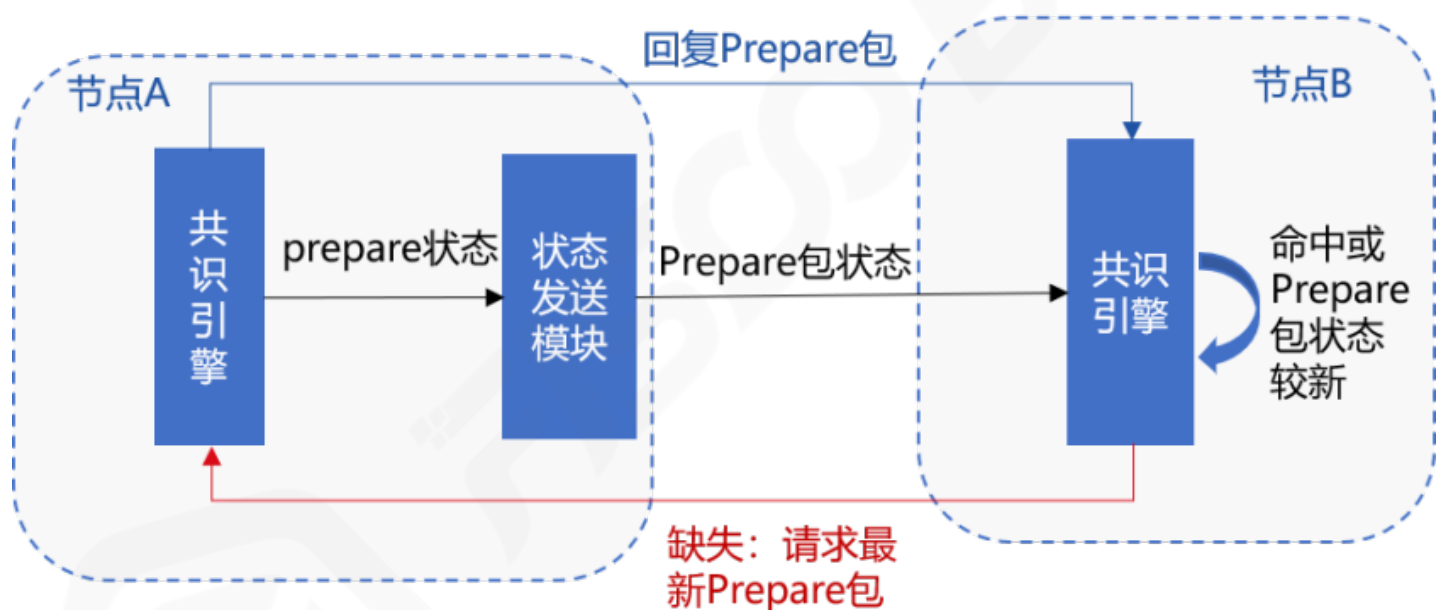 回复Prepare包
节点A
节点B
共
识
引
擎
prepare状态
状态
发送
模块
Prepare包状态
共识
引擎
命中或
Prepare
包状态
较新
缺失：请求最
新Prepare包